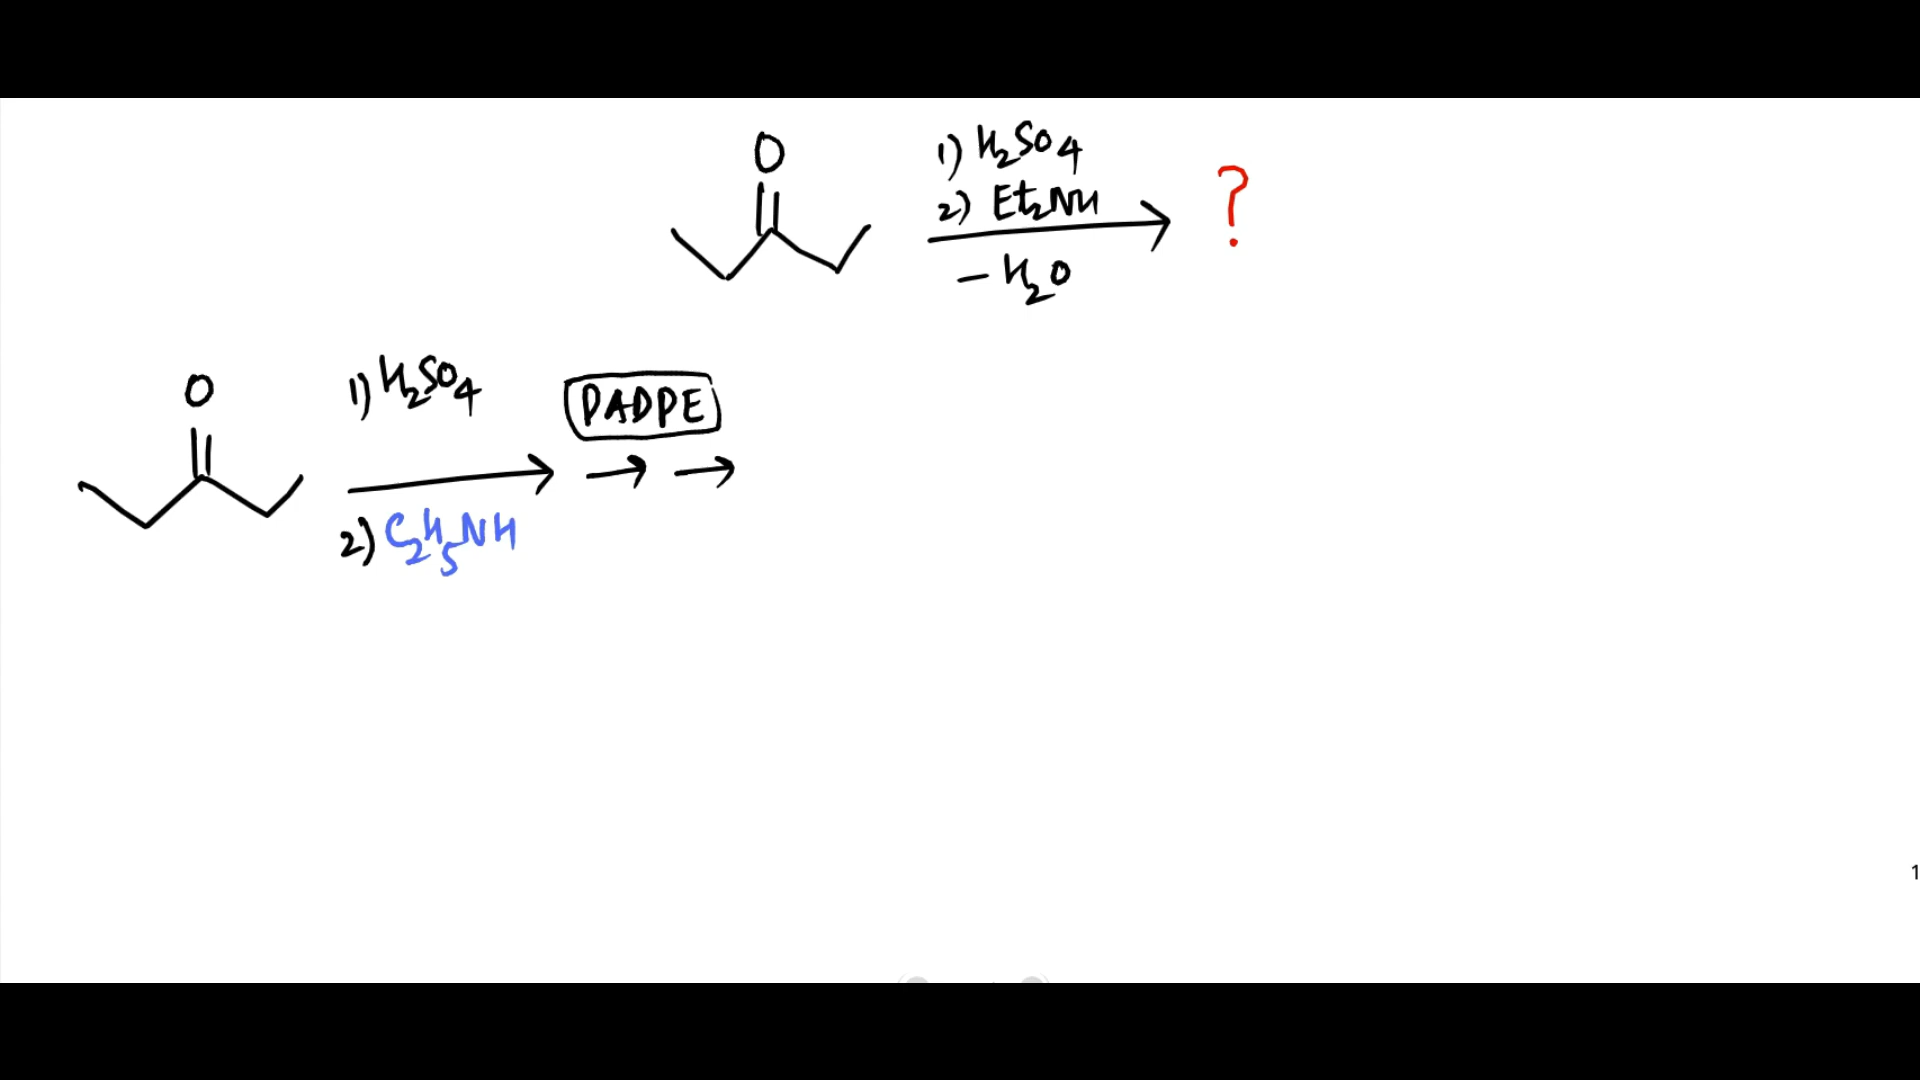 O
1) H2SO4
2) Et2NH
?
- H2O
O
1) H2SO4
PADPE
2) C2H5NH
1